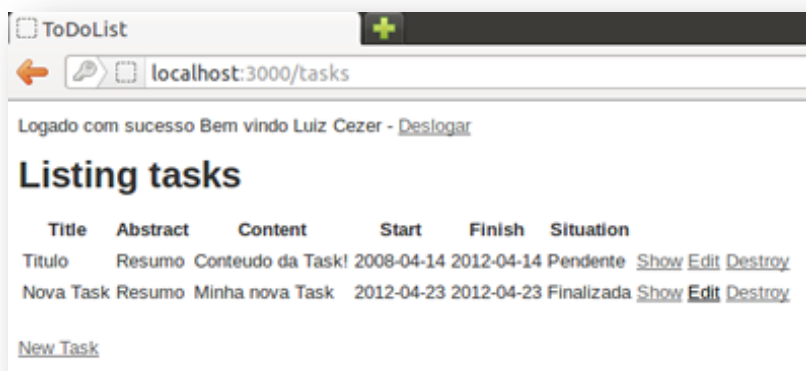 ToDoList
localhost:3000/tasks
Logado com sucesso Bem vindo Luiz Cezer - Deslogar
Listing tasks
Title Abstract Content Start Finish Situation
Titulo Resumo Conteudo da Task! 2008-04-14 2012-04-14 Pendente Show Edit Destroy
Nova Task Resumo Minha nova Task 2012-04-23 2012-04-23 Finalizada Show Edit Destroy
New Task